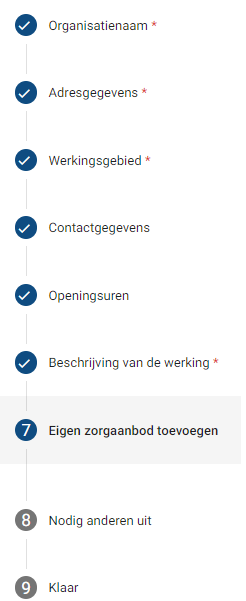 Organisatienaam *
Adresgegevens *
Werkingsgebied *
Contactgegevens
Openingsuren
Beschrijving van de werking *
7 Eigen zorgaanbod toevoegen
8 Nodig anderen uit
9 Klaar